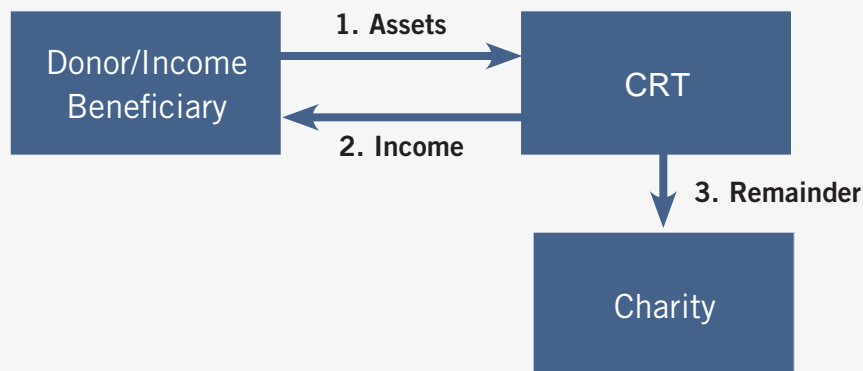 1. Assets
Donor/Income
Beneficiary
CRT
2. Income
3. Remainder
Charity